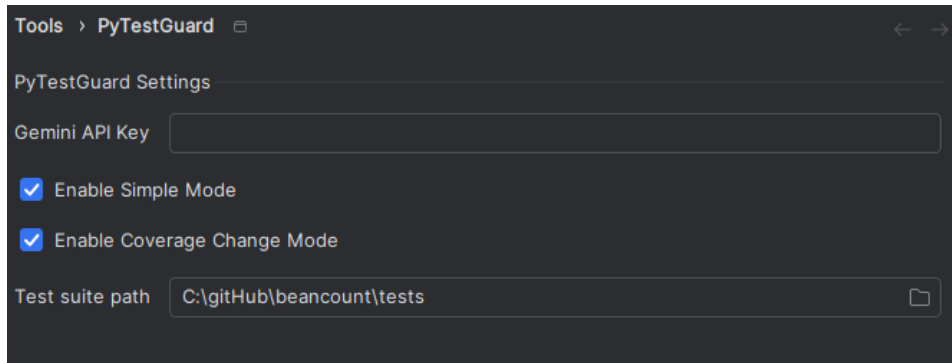 Tools › PyTestGuard
PyTestGuard Settings
Gemini API Key
Enable Simple Mode
Enable Coverage Change Mode
Test suite path C:\gitHub\beancount\tests